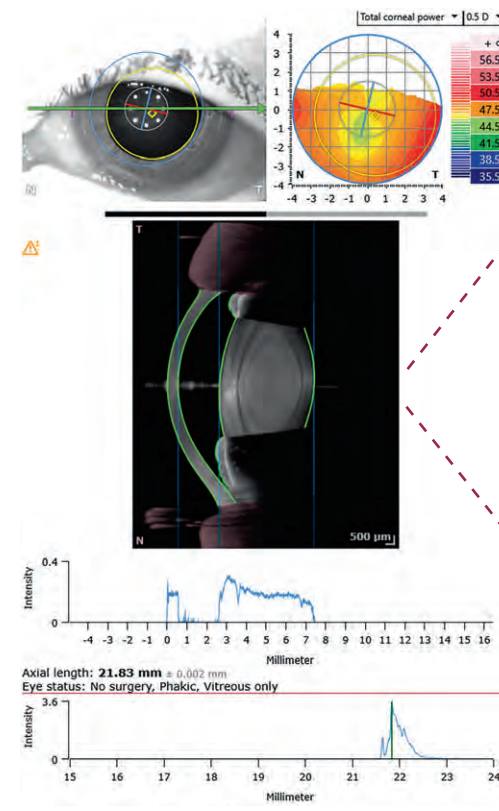 Total corneal power 0.5 D
+
56.5
53.5
50.5
47.5
44.5
41.5
38.5
35.5
4
3
2
1
0
-1
-2
-3
-4
N T
-4 -3 -2 -1 0 1 2 3 4
N T
T
N
500 µm
0.4
0
Intensity
-4 -3 -2 -1 0 1 2 3 4 5 6 7 8 9 10 11 12 13 14 15 16
Millimeter
Axial length: 21.83 mm ± 0.002 mm
Eye status: No surgery, Phakic, Vitreous only
3.6
0
Intensity
15 16 17 18 19 20 21 22 23 24
Millimeter